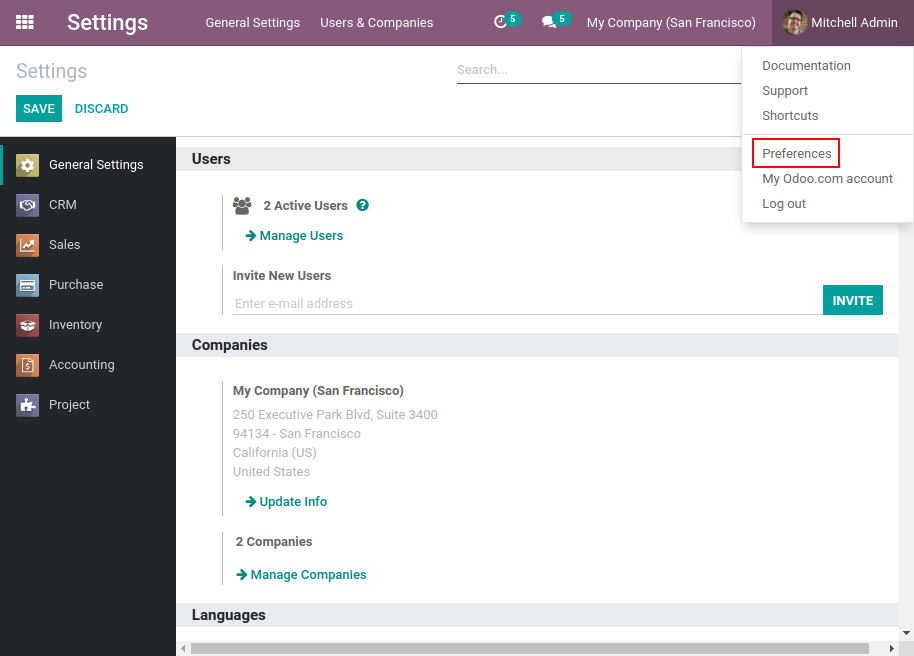 Settings
General Settings
Users & Companies
5
5
My Company (San Francisco)
Mitchell Admin
Settings
Search...
SAVE
DISCARD
Documentation
Support
Shortcuts
Preferences
My Odoo.com account
Log out
General Settings
CRM
Sales
Purchase
Inventory
Accounting
Project
Users
2 Active Users ?
Manage Users
Invite New Users
Enter e-mail address
INVITE
Companies
My Company (San Francisco)
250 Executive Park Blvd, Suite 3400
94134 - San Francisco
California (US)
United States
Update Info
2 Companies
Manage Companies
Languages